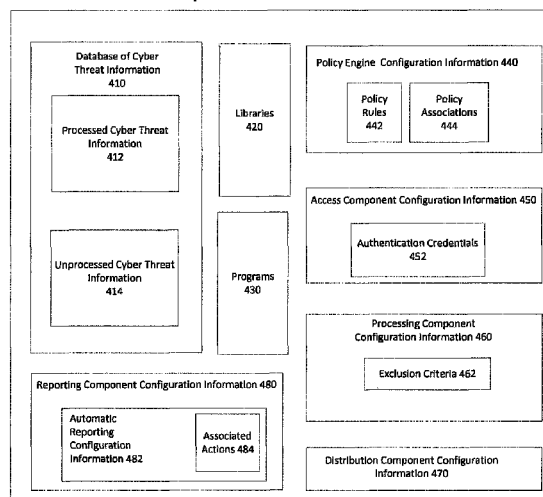 Database of Cyber
Threat Information
410
Processed Cyber Threat
Information
412
Unprocessed Cyber Threat
Information
414
Libraries
420
Programs
430
Policy Engine Configuration Information 440
Policy
Rules
442
Policy
Associations
444
Access Component Configuration Information 450
Authentication Credentials
452
Processing Component
Configuration Information 460
Exclusion Criteria 462
Reporting Component Configuration Information 480
Automatic
Reporting
Configuration
Information 482
Associated
Actions 484
Distribution Component Configuration
Information 470